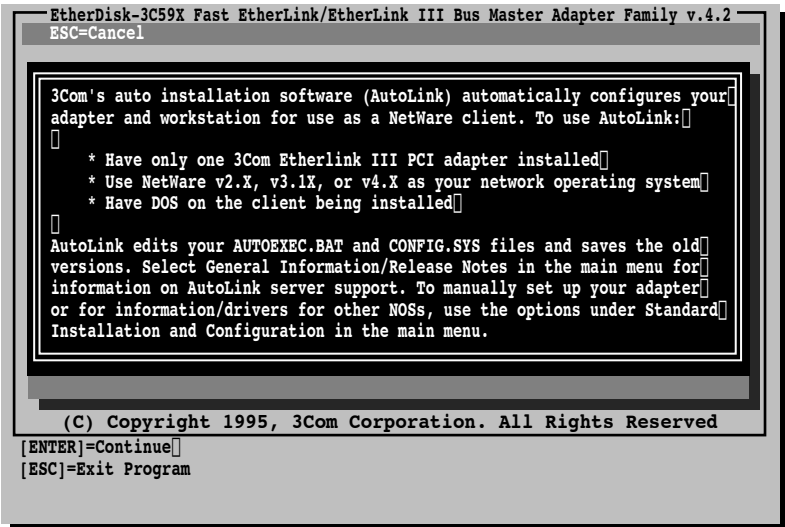 EtherDisk-3C59X Fast EtherLink/EtherLink III Bus Master Adapter Family v.4.2
ESC=Cancel
3Com's auto installation software (AutoLink) automatically configures your
adapter and workstation for use as a NetWare client. To use AutoLink:
* Have only one 3Com Etherlink III PCI adapter installed
* Use NetWare v2.X, v3.1X, or v4.X as your network operating system
* Have DOS on the client being installed
AutoLink edits your AUTOEXEC.BAT and CONFIG.SYS files and saves the old
versions. Select General Information/Release Notes in the main menu for
information on AutoLink server support. To manually set up your adapter
or for information/drivers for other NOSs, use the options under Standard
Installation and Configuration in the main menu.
(C) Copyright 1995, 3Com Corporation. All Rights Reserved
[ENTER]=Continue
[ESC]=Exit Program